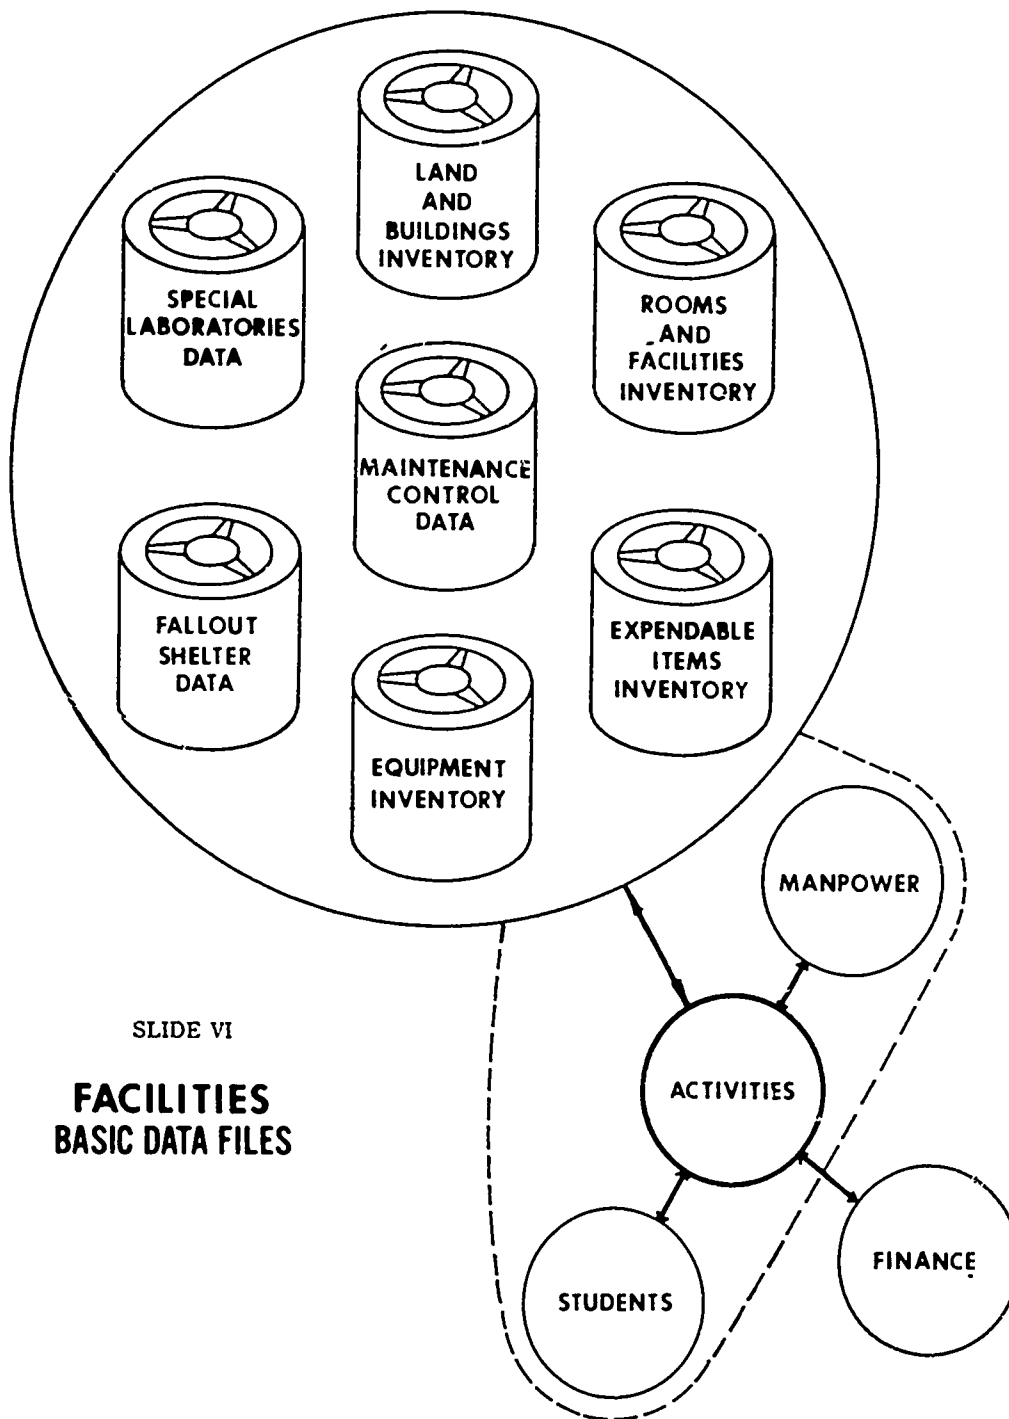 LAND
AND
BUILDINGS
INVENTORY
SPECIAL
LABORATORIES
DATA
ROOMS
AND
FACILITIES
INVENTORY
MAINTENANCE
CONTROL
DATA
FALLOUT
SHELTER
DATA
EXPENDABLE
ITEMS
INVENTORY
EQUIPMENT
INVENTORY
MANPOWER
ACTIVITIES
STUDENTS
FINANCE
SLIDE VI
FACILITIES
BASIC DATA FILES